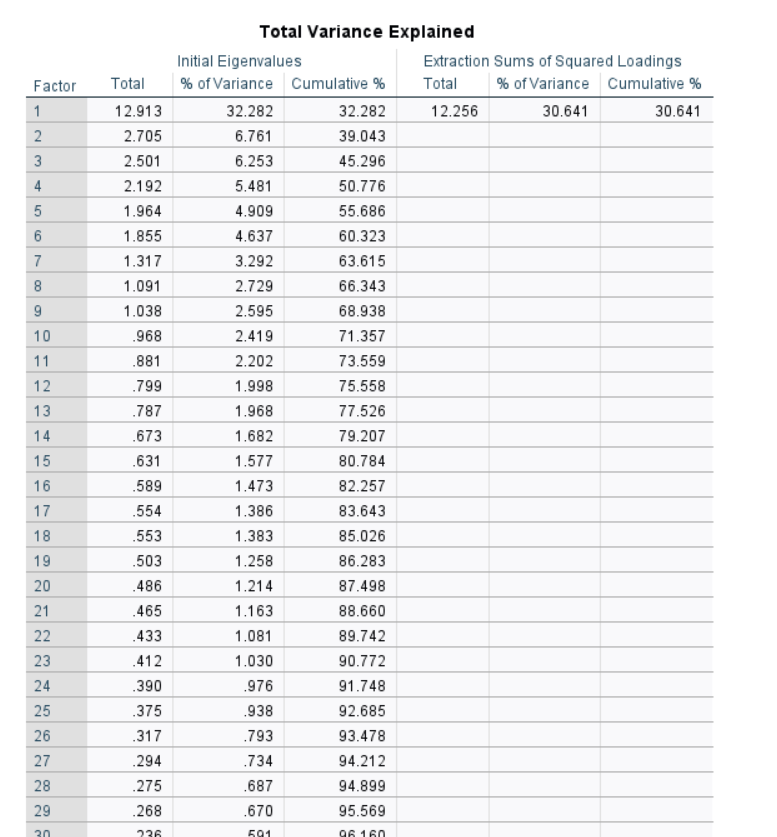 Total Variance Explained
Initial Eigenvalues Extraction Sums of Squared Loadings
Factor Total % of Variance Cumulative % Total % of Variance Cumulative %
1 12.913 32.282 32.282 12.256 30.641 30.641
2 2.705 6.761 39.043
3 2.501 6.253 45.296
4 2.192 5.481 50.776
5 1.964 4.909 55.686
6 1.855 4.637 60.323
7 1.317 3.292 63.615
8 1.091 2.729 66.343
9 1.038 2.595 68.938
10 .968 2.419 71.357
11 .881 2.202 73.559
12 .799 1.998 75.558
13 .787 1.968 77.526
14 .673 1.682 79.207
15 .631 1.577 80.784
16 .589 1.473 82.257
17 .554 1.386 83.643
18 .553 1.383 85.026
19 .503 1.258 86.283
20 .486 1.214 87.498
21 .465 1.163 88.660
22 .433 1.081 89.742
23 .412 1.030 90.772
24 .390 .976 91.748
25 .375 .938 92.685
26 .317 .793 93.478
27 .294 .734 94.212
28 .275 .687 94.899
29 .268 .670 95.569
30 .236 .591 96.160